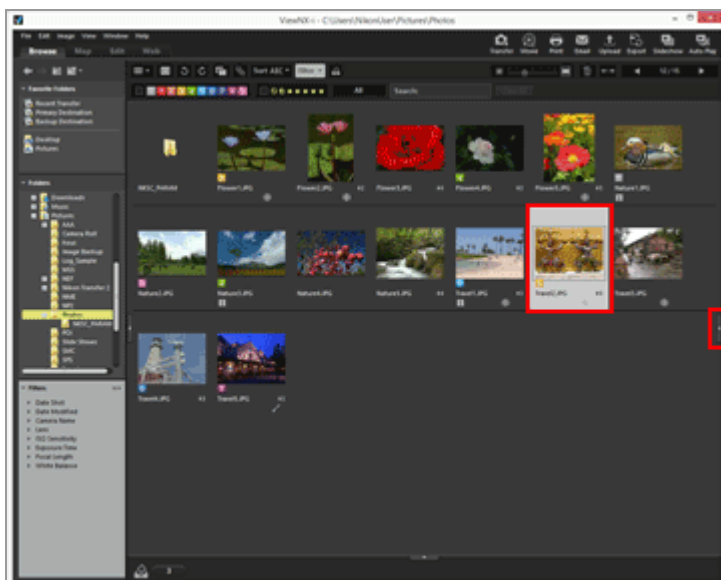 ViewNX-i - C:\Users\NikonUser\Pictures\Photos
File Edit Image View Window Help
Browse Map Edit Web
Transfer Movie Print Email Upload Export Slideshow Auto Play
Sort ABC
Filter
12/16
All Search
Favorite Folders
Recent Transfer
Primary Destination
Backup Destination
Desktop
Pictures
Folders
Downloads
Music
Pictures
AAA
Camera Roll
Image Backup
Log_Sample
Nikon Transfer 2
Photos
NKSC_PARAM
Slide Shows
Filters
Date Shot
Date Modified
Camera Name
Lens
ISO Sensitivity
Exposure Time
Focal Length
White Balance
NKSC_PARAM Flower1.JPG Flower2.JPG Flower3.JPG Flower4.JPG Flower5.JPG Nature1.JPG
Nature2.JPG Nature3.JPG Nature4.JPG Nature5.JPG Travel1.JPG Travel2.JPG Travel3.JPG
Travel4.JPG Travel5.JPG